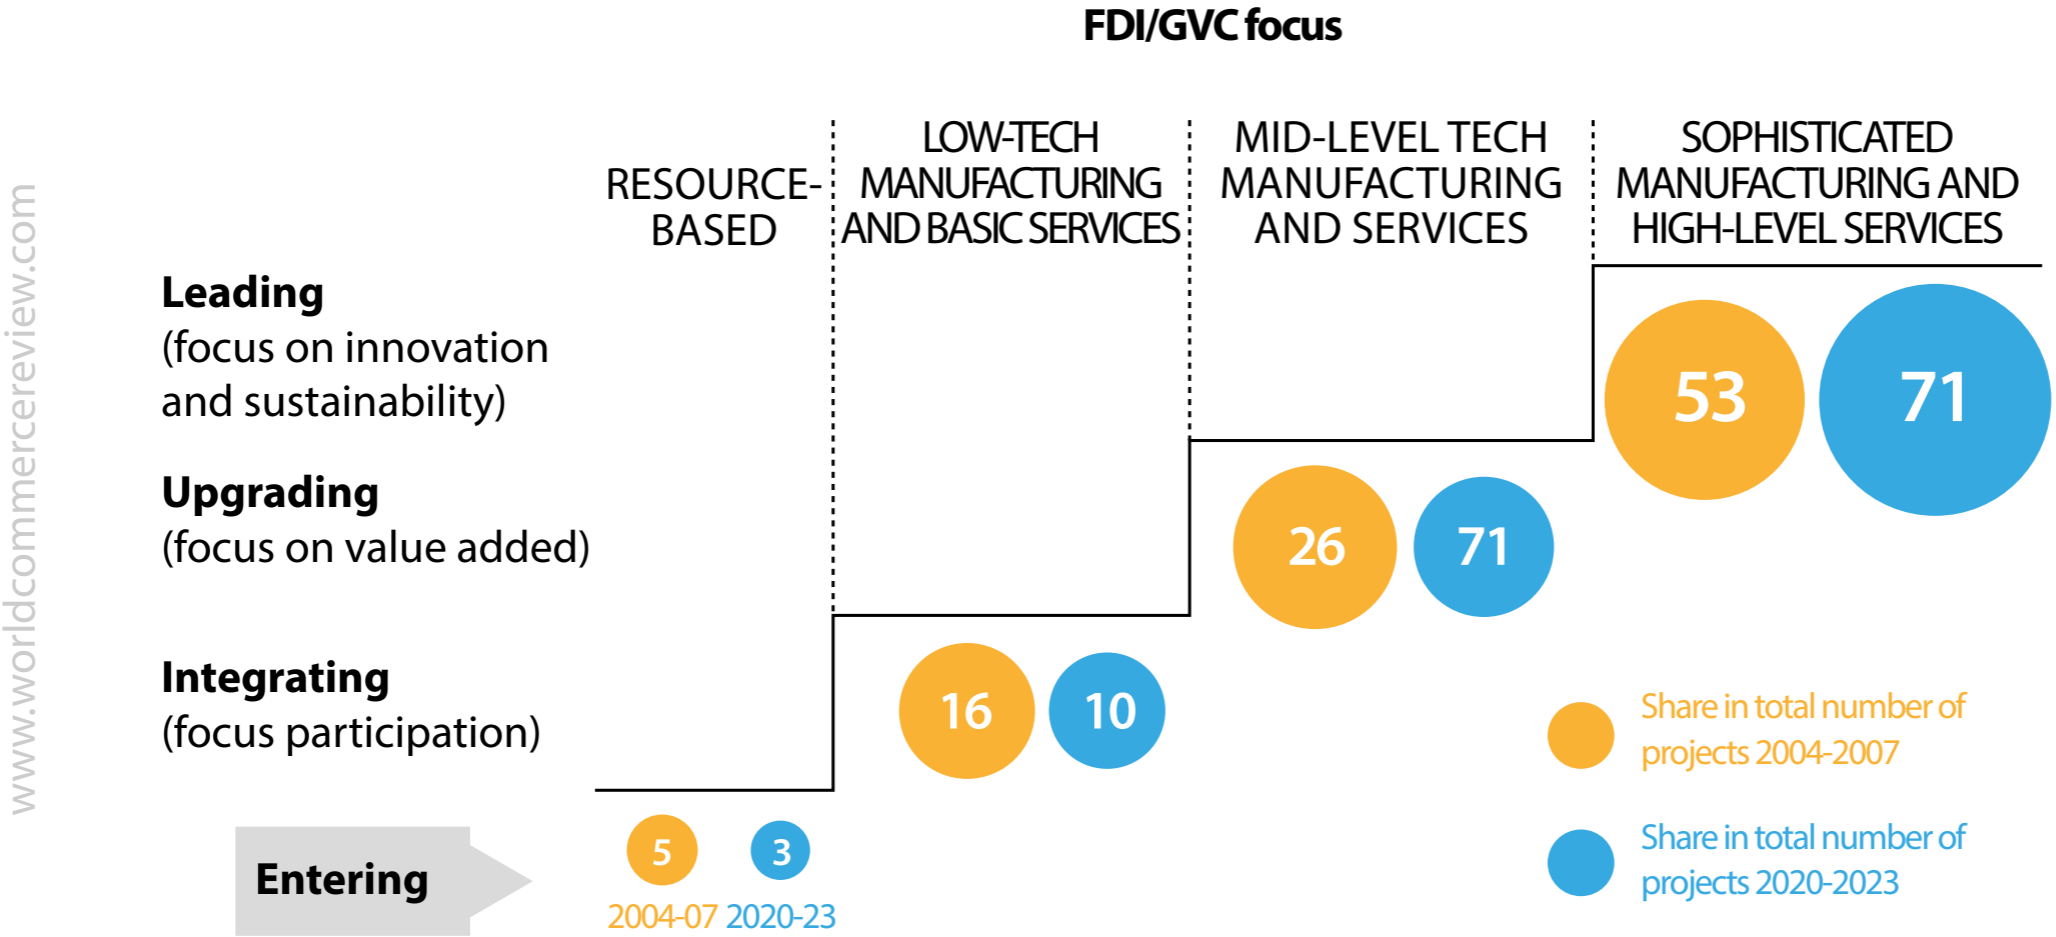 FDI/GVC focus
RESOURCE-
BASED
LOW-TECH
MANUFACTURING
AND BASIC SERVICES
MID-LEVEL TECH
MANUFACTURING
AND SERVICES
SOPHISTICATED
MANUFACTURING AND
HIGH-LEVEL SERVICES
Leading
(focus on innovation
and sustainability)
53
71
Upgrading
(focus on value added)
26
71
Integrating
(focus participation)
16
10
Entering
5
3
2004-07 2020-23
Share in total number of
projects 2004-2007
Share in total number of
projects 2020-2023
www.worldcommercereview.com